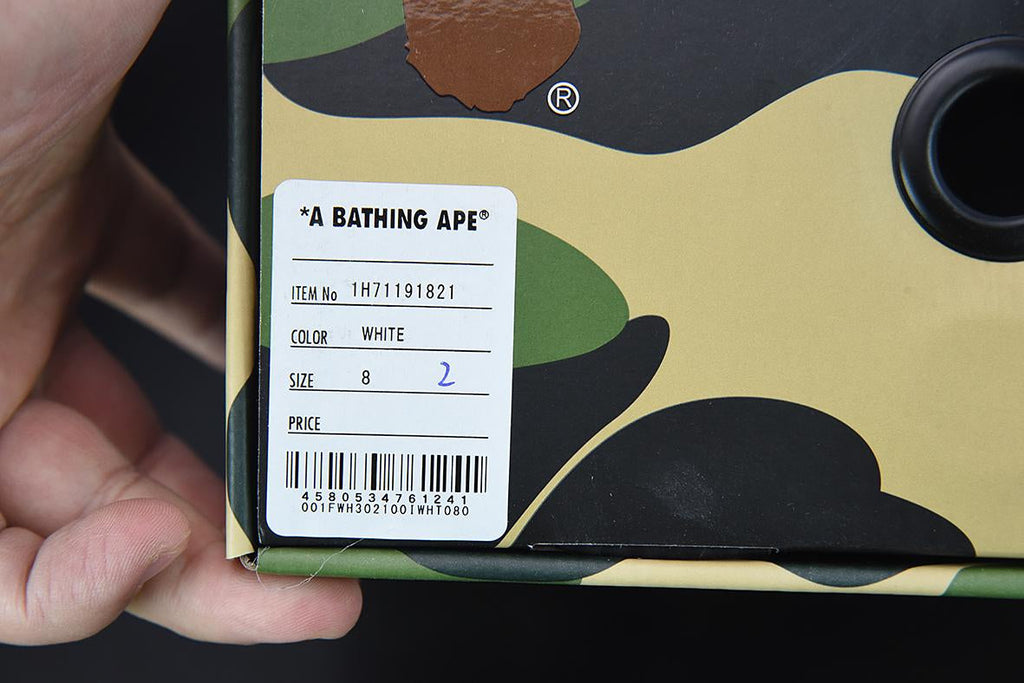 ®
*A BATHING APE®
ITEM No 1H71191821
COLOR WHITE
SIZE 8 2
PRICE
4580534761241
001FWH302100IWHT080